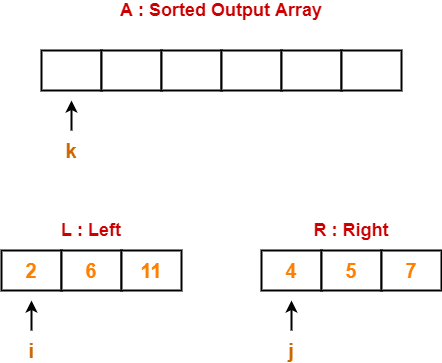 A : Sorted Output Array
k
L : Left R : Right
2 6 11 4 5 7
i j